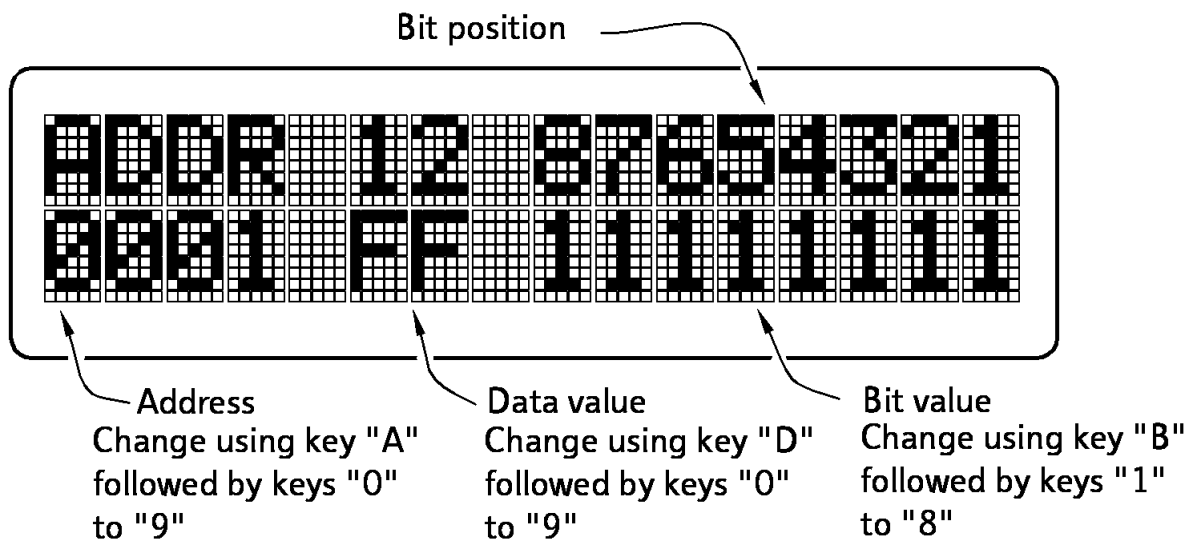 Bit position
ADDR 12 87654321
0001 FF 11111111
Address
Change using key "A"
followed by keys "0"
to "9"
Data value
Change using key "D"
followed by keys "0"
to "9"
Bit value
Change using key "B"
followed by keys "1"
to "8"